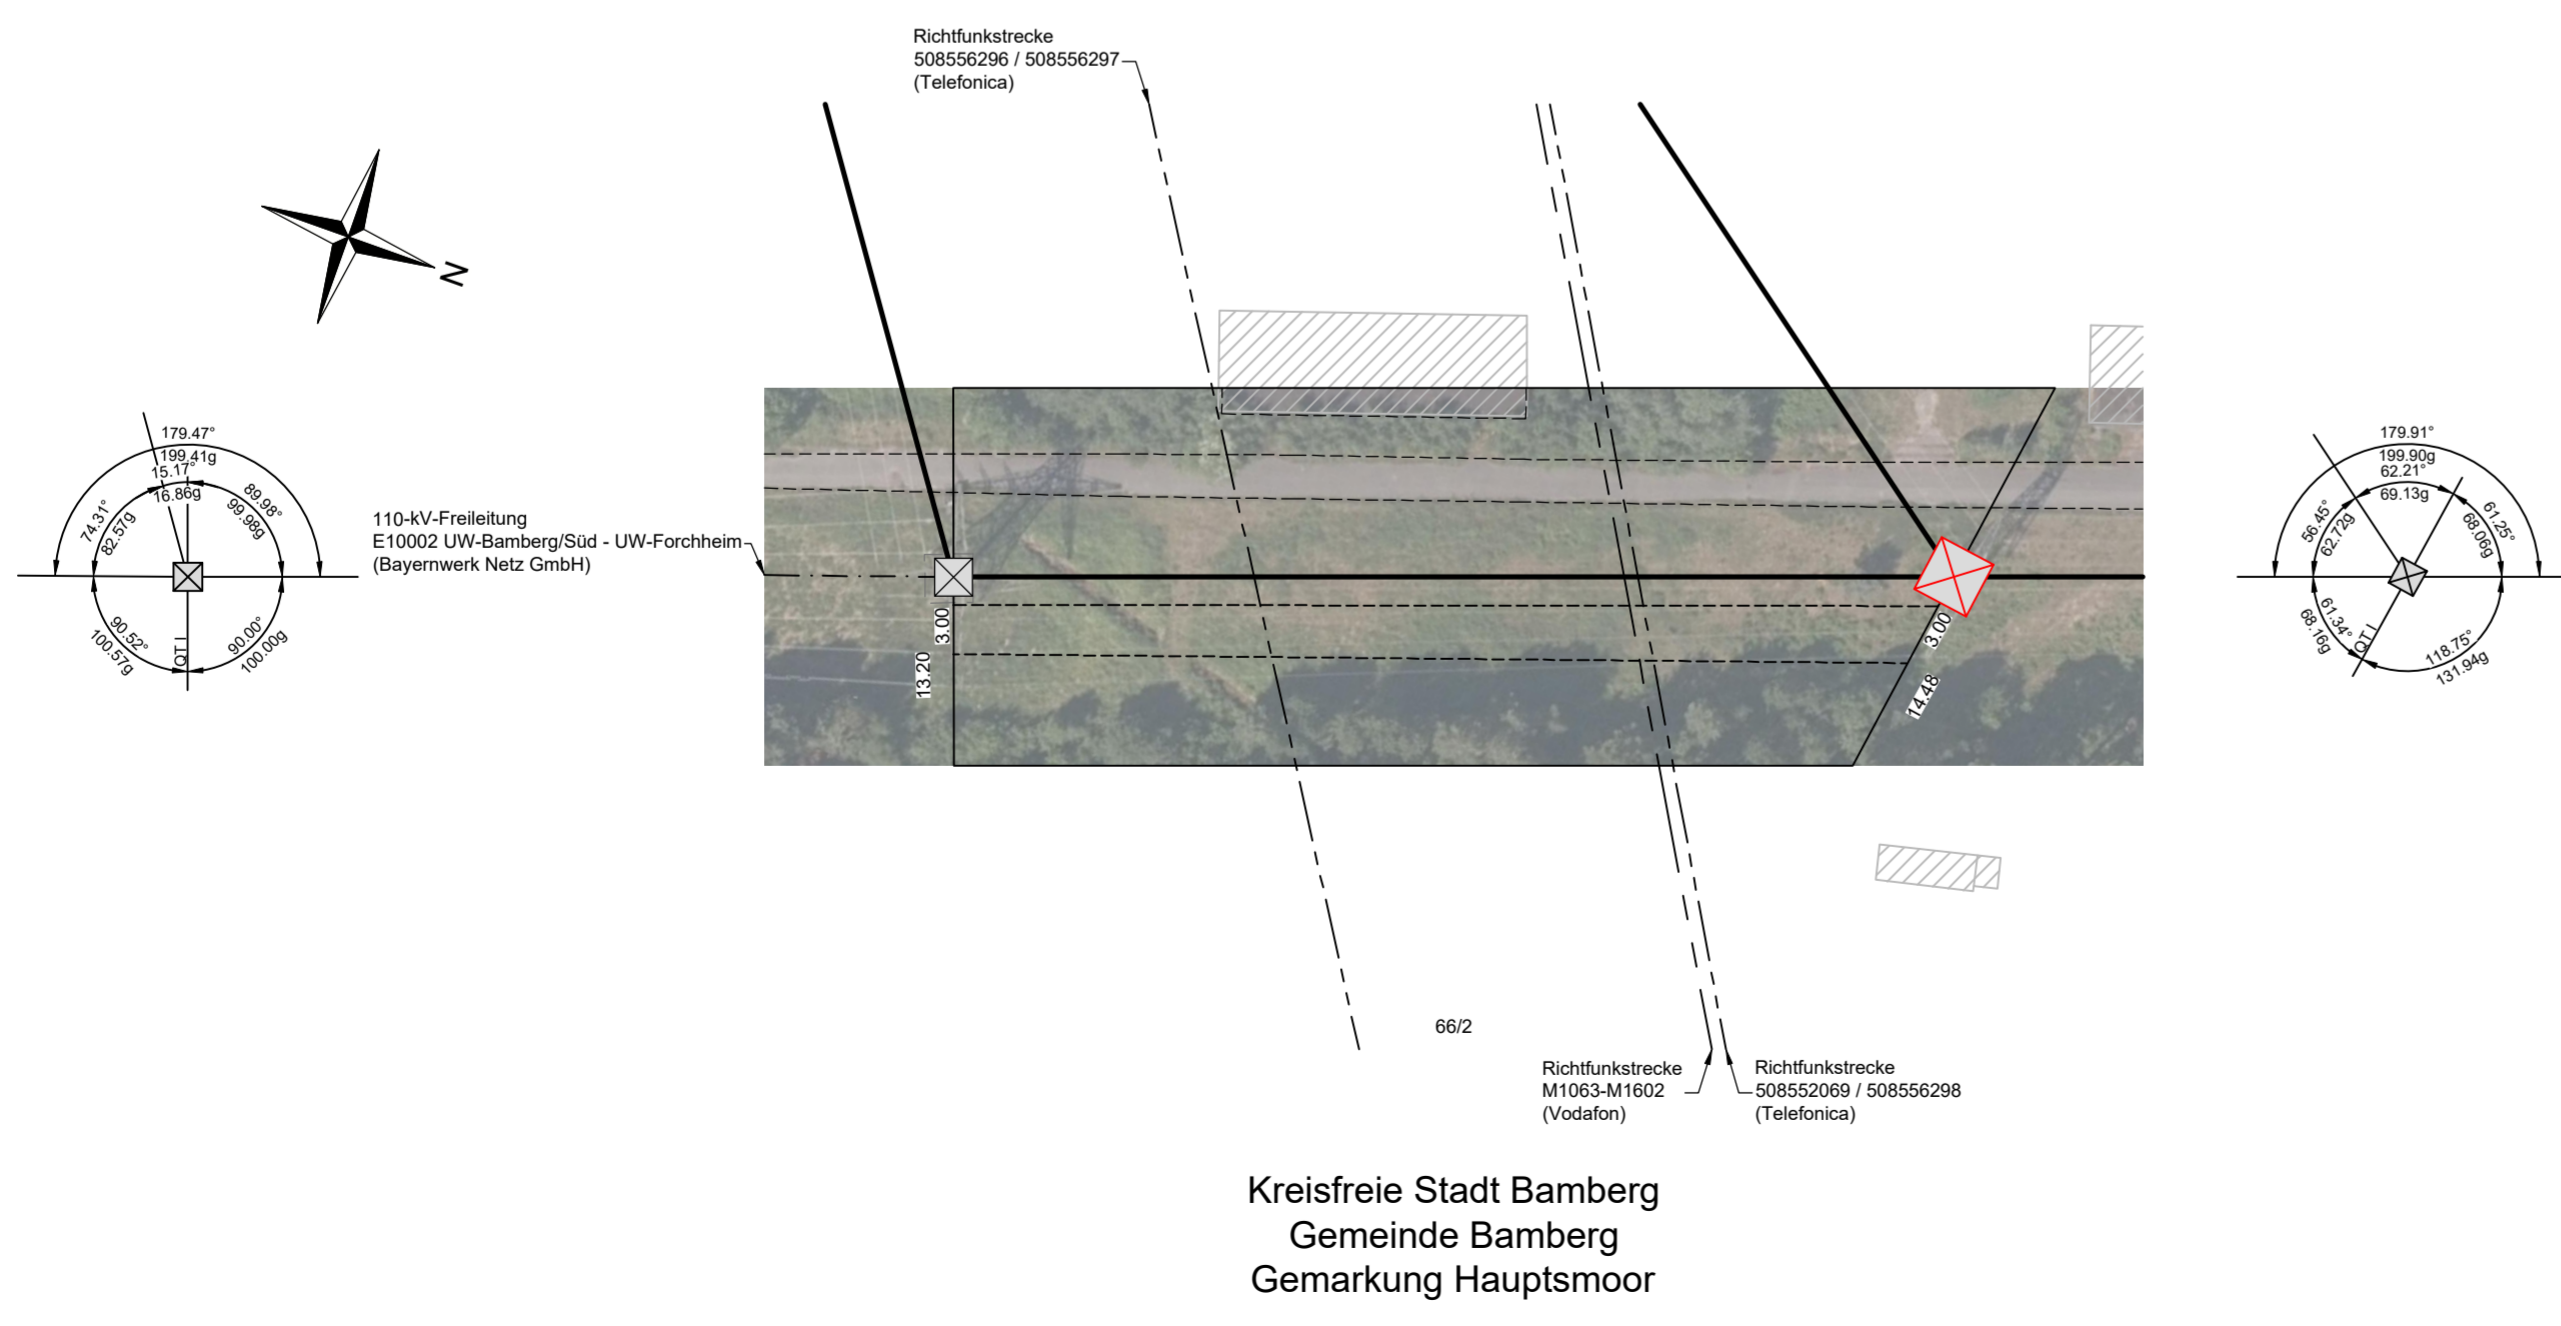 Richtfunkstrecke
508556296 / 508556297
(Telefonica)
N
179.47°
199.41g
15.17°
16.86g
74.31°
82.57g
89.98°
99.98g
90.52°
100.57g
QT I
90.00°
100.00g
110-kV-Freileitung
E10002 UW-Bamberg/Süd - UW-Forchheim
(Bayernwerk Netz GmbH)
3.00
13.20
3.00
14.48
179.91°
199.90g
62.21°
69.13g
56.45°
62.72g
61.25°
68.06g
61.34°
68.16g
QT I
118.75°
131.94g
66/2
Richtfunkstrecke
M1063-M1602
(Vodafon)
Richtfunkstrecke
508552069 / 508556298
(Telefonica)
Kreisfreie Stadt Bamberg
Gemeinde Bamberg
Gemarkung Hauptsmoor